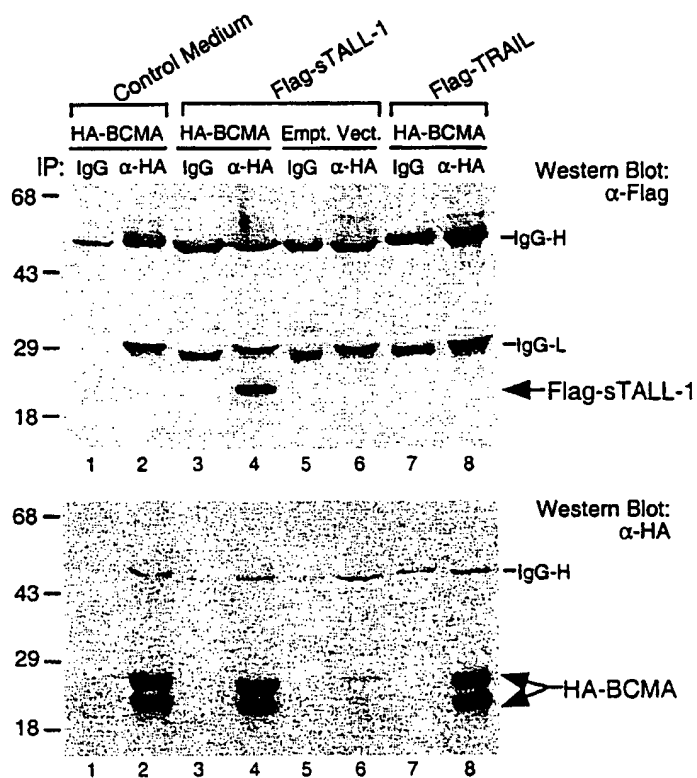 Control Medium Flag-sTALL-1 Flag-TRAIL
HA-BCMA HA-BCMA Empt. Vect. HA-BCMA
IP: IgG α-HA IgG α-HA IgG α-HA IgG α-HA
Western Blot:
α-Flag
68
IgG-H
43
29
IgG-L
Flag-sTALL-1
18
1 2 3 4 5 6 7 8
Western Blot:
α-HA
68
IgG-H
43
29
HA-BCMA
18
1 2 3 4 5 6 7 8